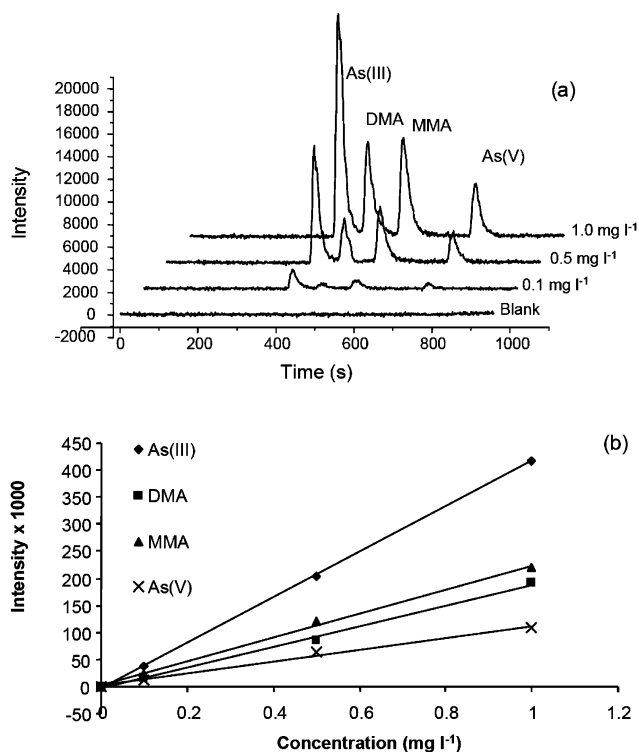 (a)
Intensity
20000
18000
16000
14000
12000
10000
8000
6000
4000
2000
0
-2000
As(III)
DMA
MMA
As(V)
1.0 mg l⁻¹
0.5 mg l⁻¹
0.1 mg l⁻¹
Blank
0 200 400 600 800 1000
Time (s)
(b)
Intensity x 1000
450
400
350
300
250
200
150
100
50
0
-50
As(III)
DMA
MMA
As(V)
0 0.2 0.4 0.6 0.8 1
Concentration (mg l⁻¹)